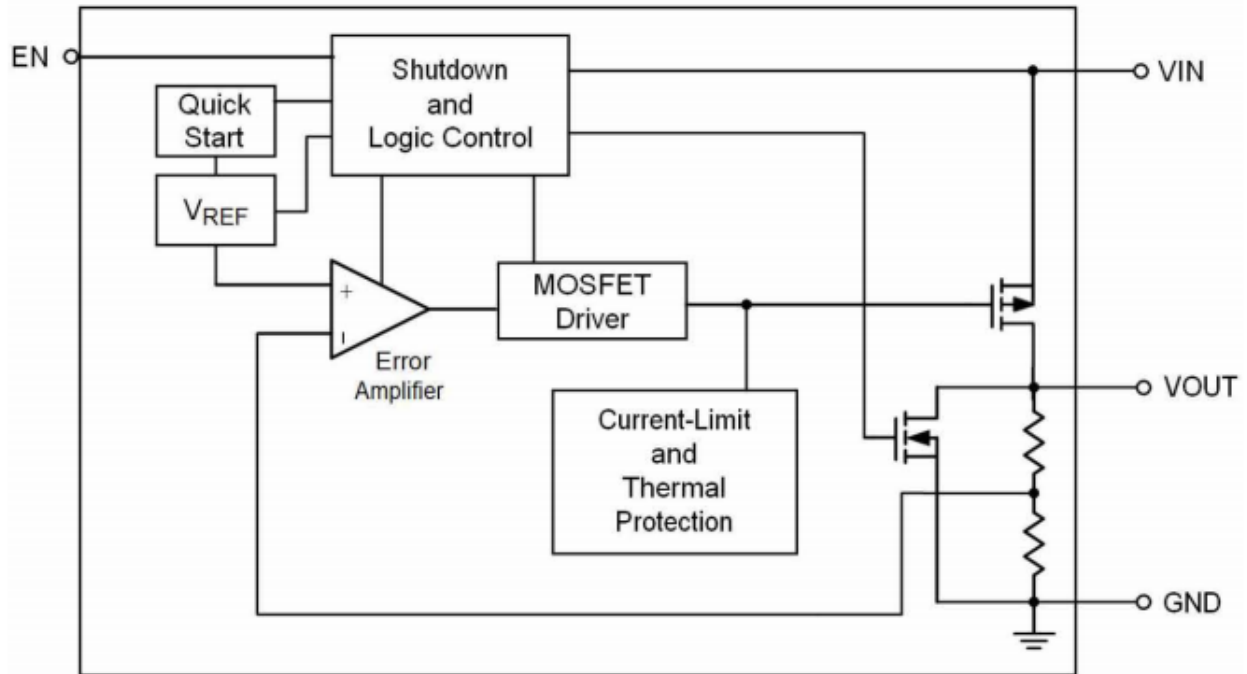 EN
Shutdown
and
Logic Control
VIN
Quick
Start
VREF
+
MOSFET
Driver
Error
Amplifier
VOUT
Current-Limit
and
Thermal
Protection
GND